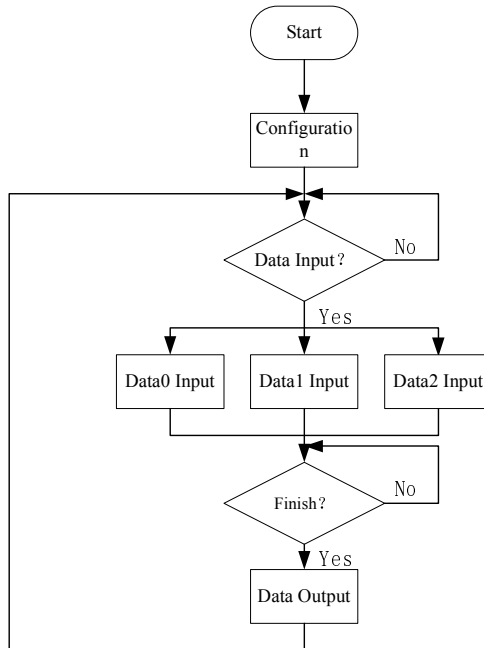 Start
Configuratio
n
Data Input？
No
Yes
Data0 Input
Data1 Input
Data2 Input
Finish？
No
Yes
Data Output